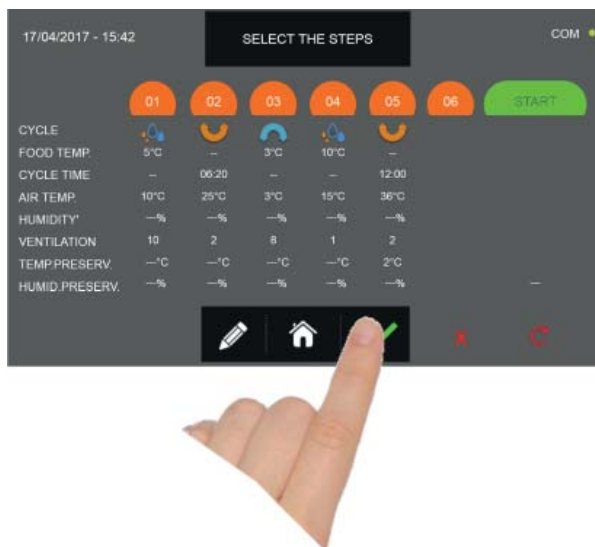 17/04/2017 - 15:42 SELECT THE STEPS COM
01 02 03 04 05 06 START
CYCLE
FOOD TEMP. 5°C -- 3°C 10°C --
CYCLE TIME -- 06:20 -- -- 12:00
AIR TEMP. 10°C 25°C 3°C 15°C 36°C
HUMIDITY* ---% ---% ---% ---% ---%
VENTILATION 10 2 8 1 2
TEMP.PRESERV. ---°C ---°C ---°C ---°C 2°C
HUMID.PRESERV. ---% ---% ---% ---% ---% ---
X C